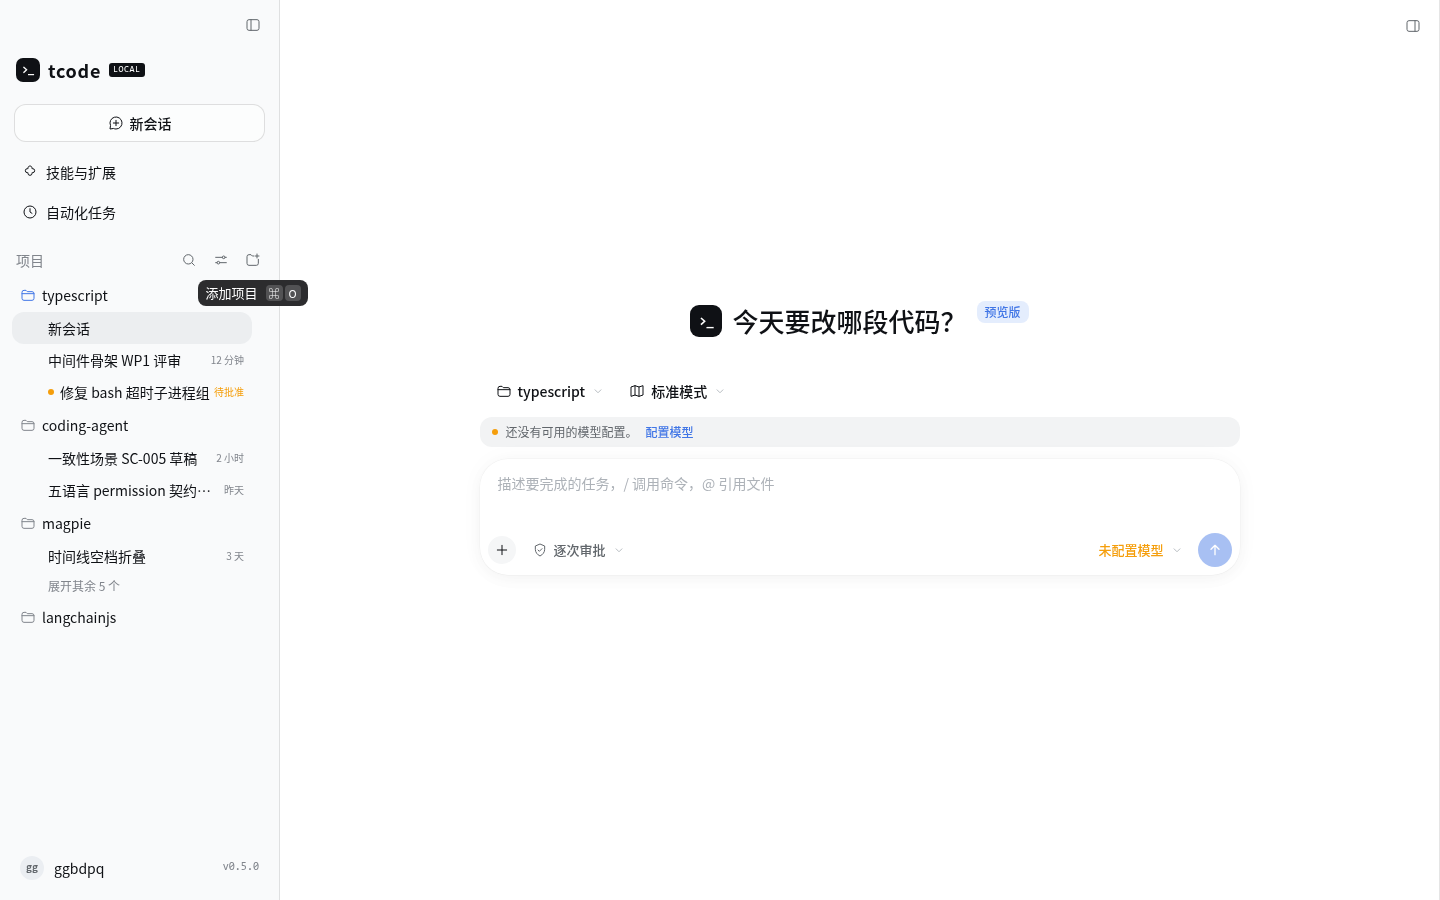 tcode LOCAL
新会话
技能与扩展
自动化任务
项目
添加项目 ⌘ O
typescript
新会话
中间件骨架 WP1 评审 12 分钟
修复 bash 超时子进程组 待批准
coding-agent
一致性场景 SC-005 草稿 2 小时
五语言 permission 契约… 昨天
magpie
时间线空档折叠 3 天
展开其余 5 个
langchainjs
gg ggbdpq v0.5.0
今天要改哪段代码？ 预览版
typescript 标准模式
还没有可用的模型配置。 配置模型
描述要完成的任务，/ 调用命令，@ 引用文件
逐次审批 未配置模型